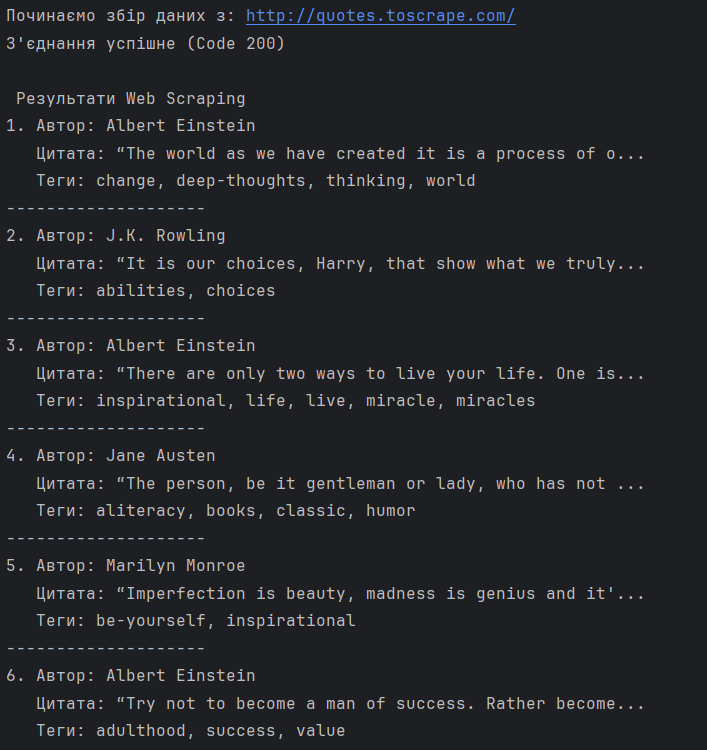 Починаємо збір даних з: http://quotes.toscrape.com/
З'єднання успішне (Code 200)
Результати Web Scraping
1. Автор: Albert Einstein
Цитата: “The world as we have created it is a process of o...
Теги: change, deep-thoughts, thinking, world
--------------------
2. Автор: J.K. Rowling
Цитата: “It is our choices, Harry, that show what we truly...
Теги: abilities, choices
--------------------
3. Автор: Albert Einstein
Цитата: “There are only two ways to live your life. One is...
Теги: inspirational, life, live, miracle, miracles
--------------------
4. Автор: Jane Austen
Цитата: “The person, be it gentleman or lady, who has not ...
Теги: aliteracy, books, classic, humor
--------------------
5. Автор: Marilyn Monroe
Цитата: “Imperfection is beauty, madness is genius and it'...
Теги: be-yourself, inspirational
--------------------
6. Автор: Albert Einstein
Цитата: “Try not to become a man of success. Rather become...
Теги: adulthood, success, value